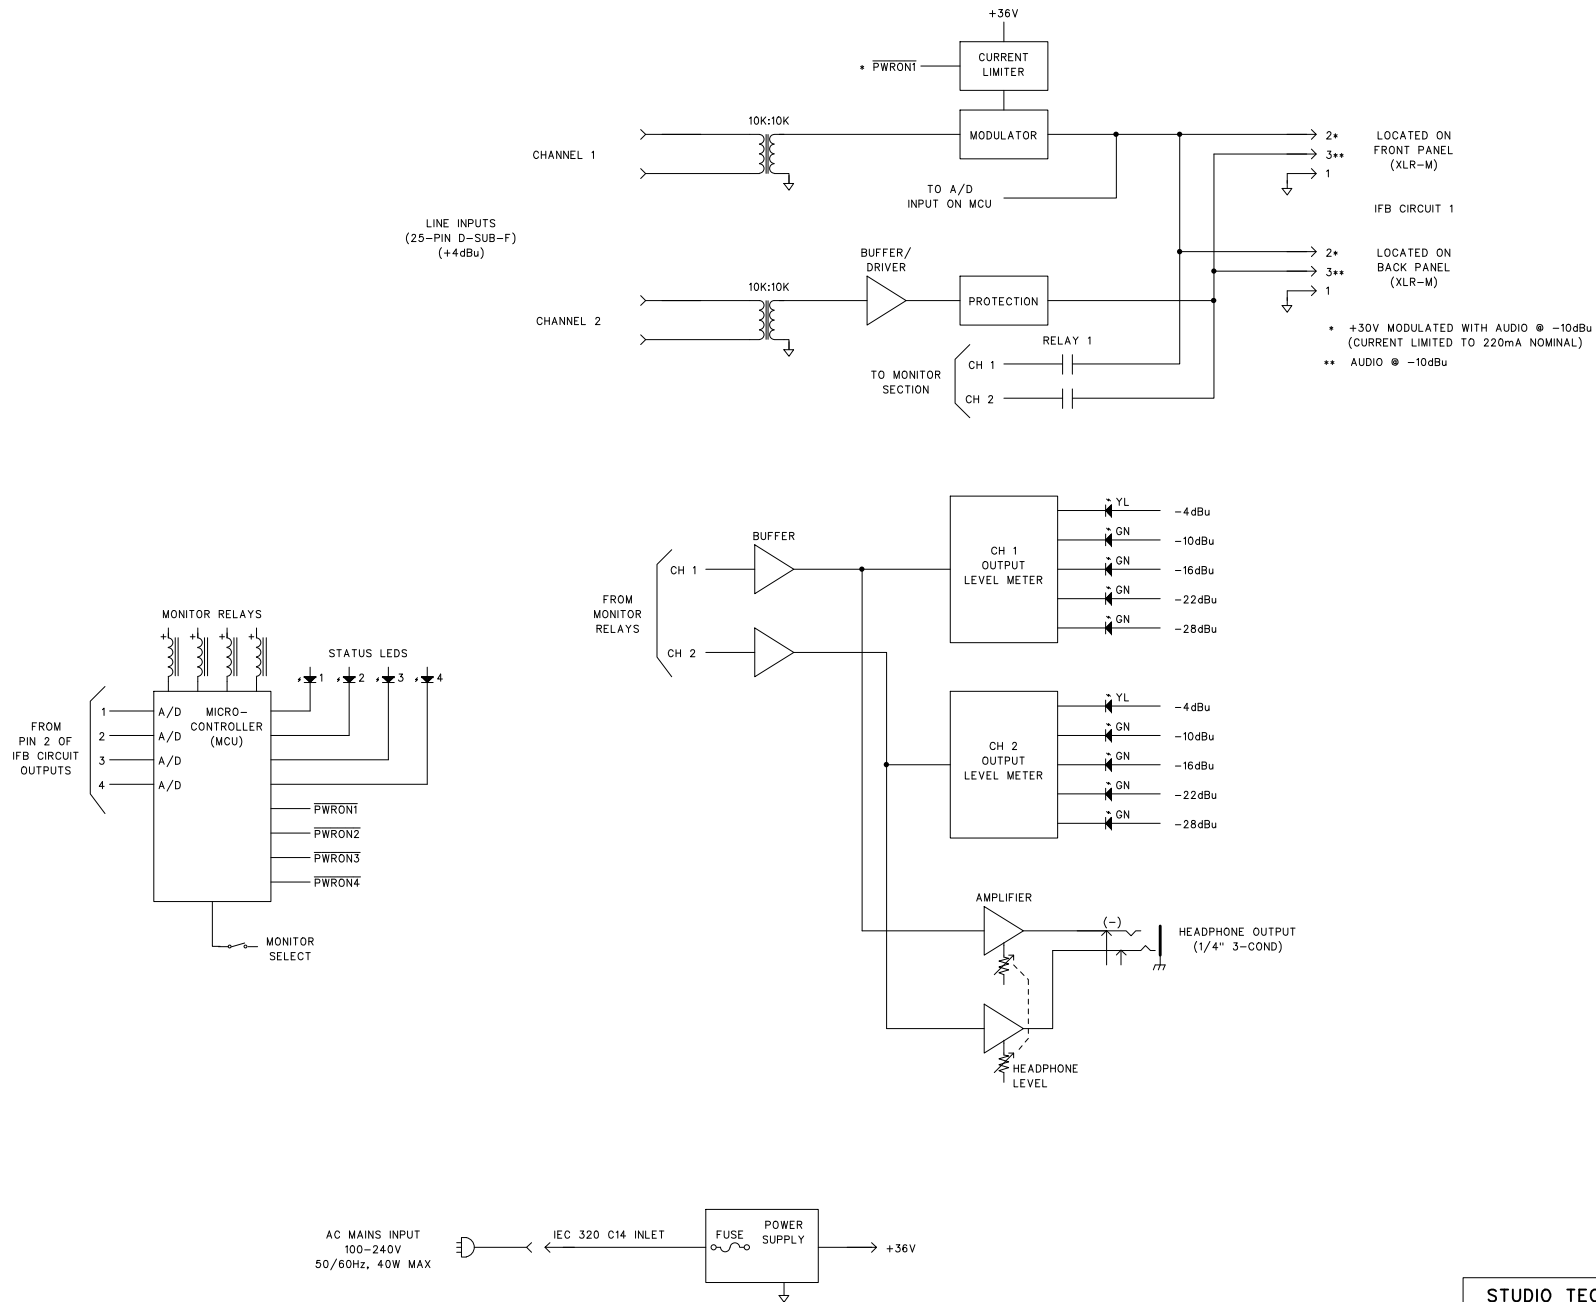 +36V
CURRENT
LIMITER
* PWRON1
10K:10K
MODULATOR
CHANNEL 1
2*
3**
1
LOCATED ON
FRONT PANEL
(XLR-M)
TO A/D
INPUT ON MCU
IFB CIRCUIT 1
LINE INPUTS
(25-PIN D-SUB-F)
(+4dBu)
BUFFER/
DRIVER
10K:10K
PROTECTION
CHANNEL 2
2*
3**
1
LOCATED ON
BACK PANEL
(XLR-M)
* +30V MODULATED WITH AUDIO @ -10dBu
(CURRENT LIMITED TO 220mA NOMINAL)
** AUDIO @ -10dBu
RELAY 1
TO MONITOR
SECTION
CH 1
CH 2
BUFFER
FROM
MONITOR
RELAYS
CH 1
CH 2
CH 1
OUTPUT
LEVEL METER
YL -4dBu
GN -10dBu
GN -16dBu
GN -22dBu
GN -28dBu
CH 2
OUTPUT
LEVEL METER
YL -4dBu
GN -10dBu
GN -16dBu
GN -22dBu
GN -28dBu
MONITOR RELAYS
+ + + +
STATUS LEDS
1 2 3 4
FROM
PIN 2 OF
IFB CIRCUIT
OUTPUTS
1 A/D
2 A/D
3 A/D
4 A/D
MICRO-
CONTROLLER
(MCU)
PWRON1
PWRON2
PWRON3
PWRON4
MONITOR
SELECT
AMPLIFIER
(-)
HEADPHONE OUTPUT
(1/4" 3-COND)
HEADPHONE
LEVEL
AC MAINS INPUT
100-240V
50/60Hz, 40W MAX
IEC 320 C14 INLET
FUSE
POWER
SUPPLY
+36V
STUDIO TEC